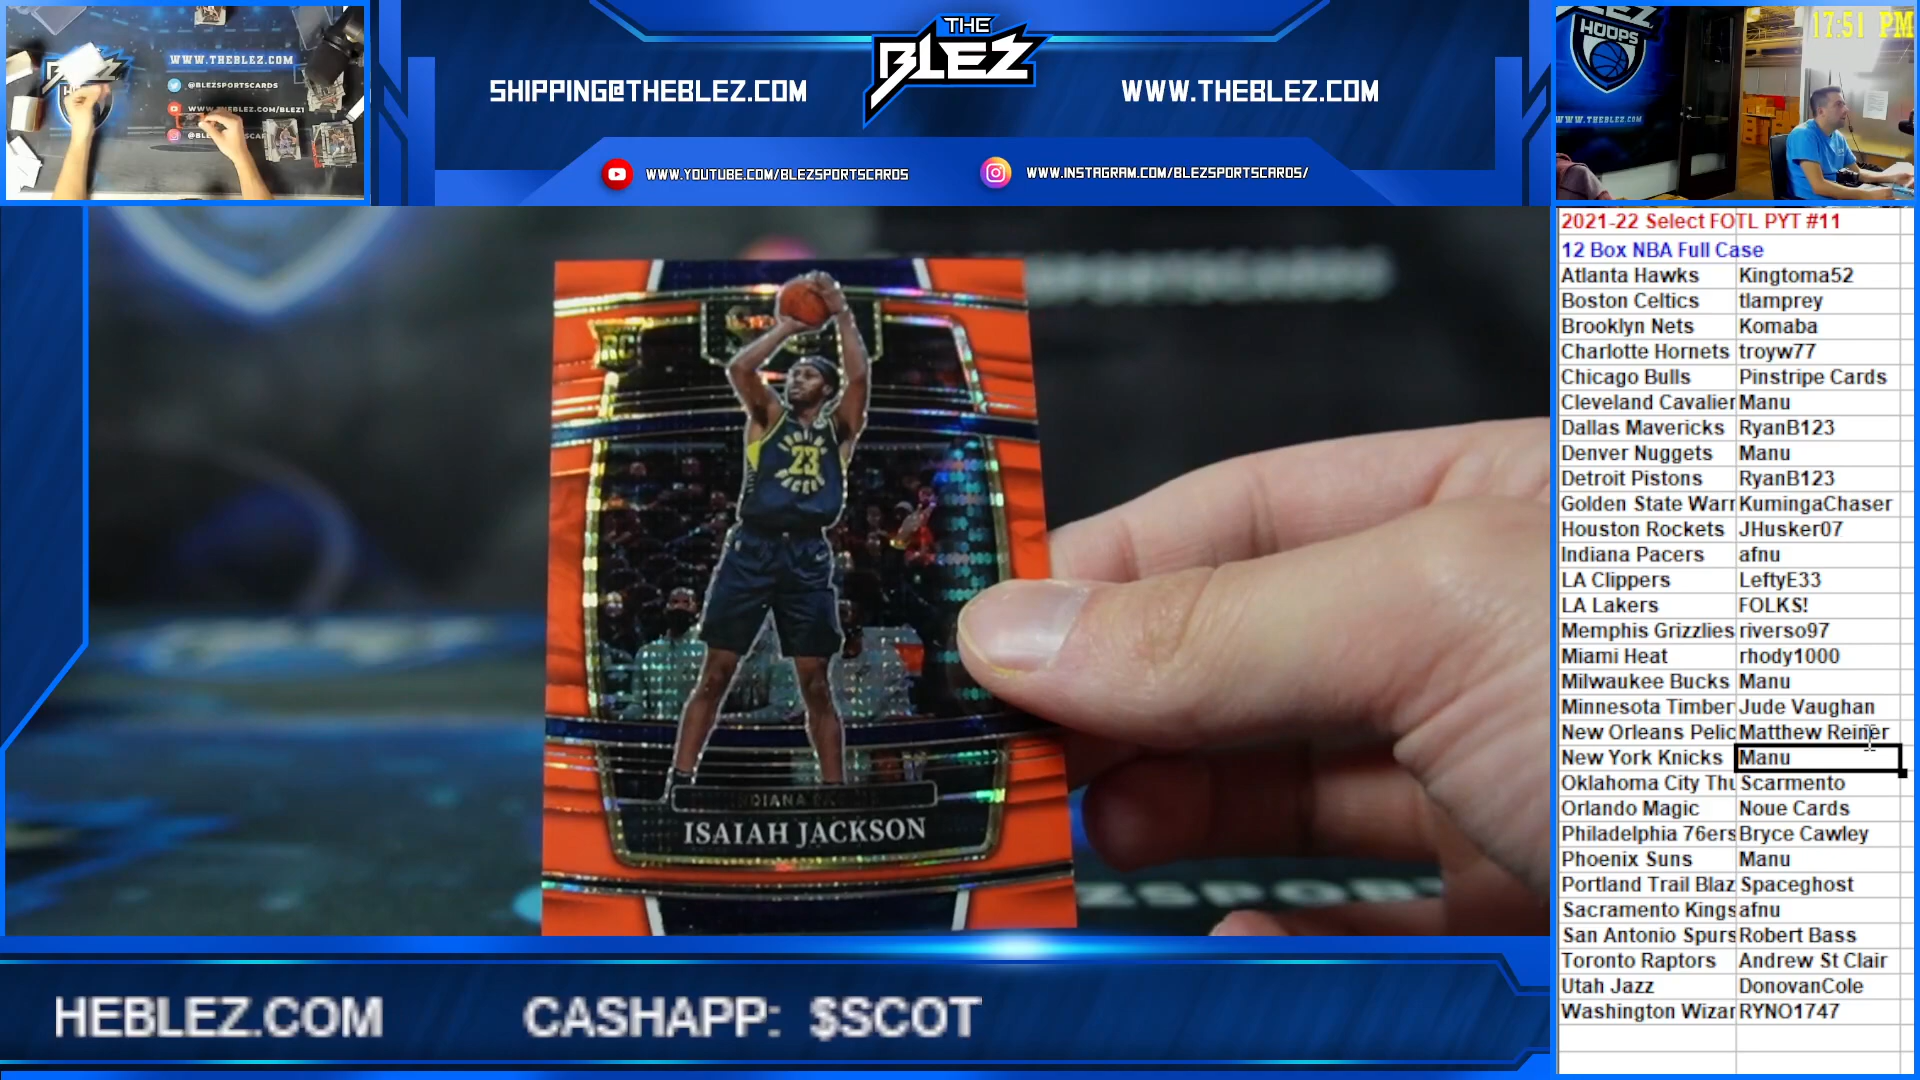 WWW.THEBLEZ.COM
@BLEZSPORTSCARDS
WWW.THEBLEZ.COM/BLEZ1
THE
BLEZ
SHIPPING@THEBLEZ.COM
WWW.THEBLEZ.COM
WWW.YOUTUBE.COM/BLEZSPORTSCARDS
WWW.INSTAGRAM.COM/BLEZSPORTSCARDS/
HOOPS
WWW.THEBLEZ.COM
17:51 PM
RC
23
ISAIAH JACKSON
2021-22 Select FOTL PYT #11
12 Box NBA Full Case
Atlanta Hawks Kingtoma52
Boston Celtics tlamprey
Brooklyn Nets Komaba
Charlotte Hornets troyw77
Chicago Bulls Pinstripe Cards
Cleveland Cavalier Manu
Dallas Mavericks RyanB123
Denver Nuggets Manu
Detroit Pistons RyanB123
Golden State Warr KumingaChaser
Houston Rockets JHusker07
Indiana Pacers afnu
LA Clippers LeftyE33
LA Lakers FOLKS!
Memphis Grizzlies riverso97
Miami Heat rhody1000
Milwaukee Bucks Manu
Minnesota Timber Jude Vaughan
New Orleans Pelic Matthew Reiner
New York Knicks Manu
Oklahoma City Thu Scarmento
Orlando Magic Noue Cards
Philadelphia 76ers Bryce Cawley
Phoenix Suns Manu
Portland Trail Blaz Spaceghost
Sacramento Kings afnu
San Antonio Spurs Robert Bass
Toronto Raptors Andrew St Clair
Utah Jazz DonovanCole
Washington Wizar RYNO1747
HEBLEZ.COM CASHAPP: $SCOT